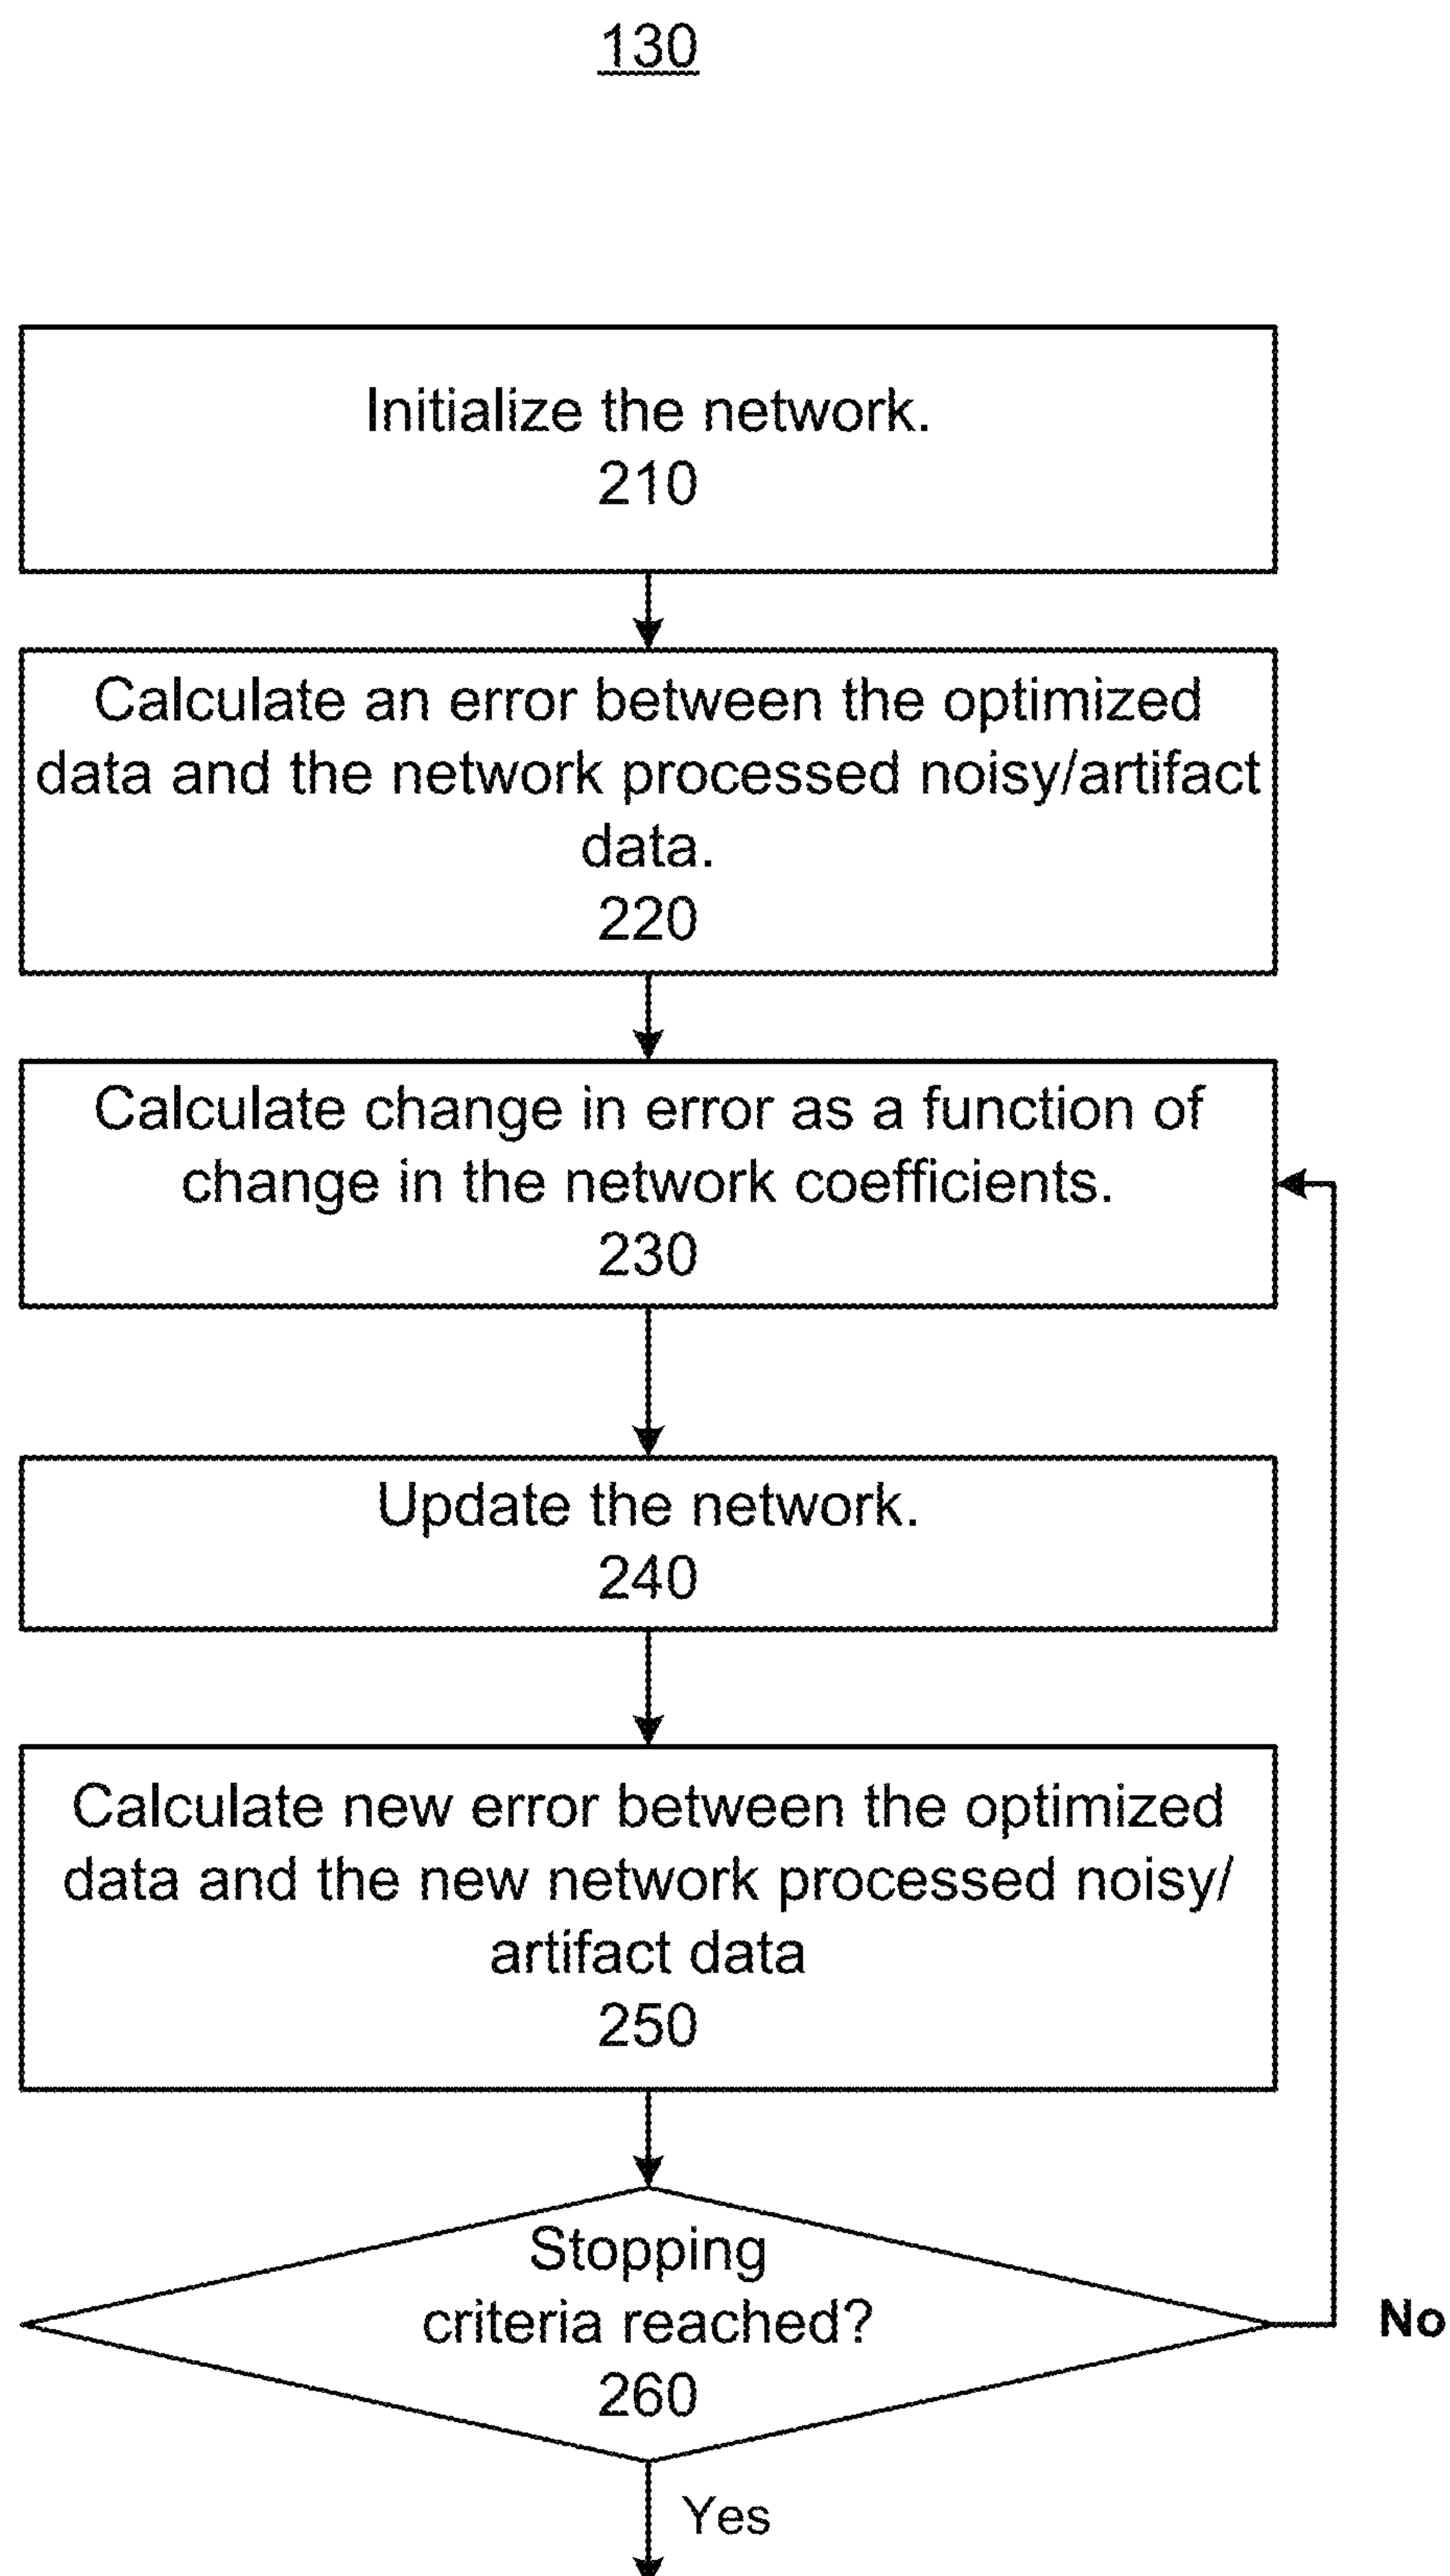 130
Initialize the network.
210
Calculate an error between the optimized
data and the network processed noisy/artifact
data.
220
Calculate change in error as a function of
change in the network coefficients.
230
Update the network.
240
Calculate new error between the optimized
data and the new network processed noisy/
artifact data
250
Stopping
criteria reached?
260
No
Yes